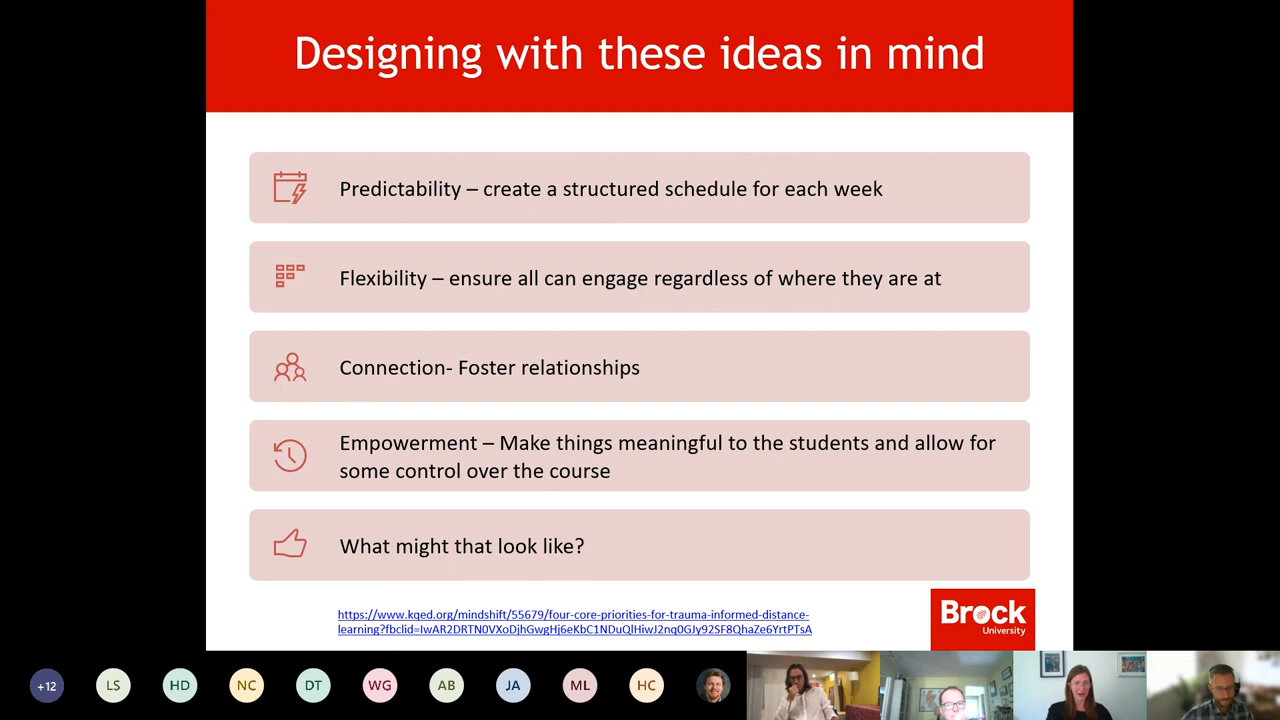 Designing with these ideas in mind
Predictability – create a structured schedule for each week
Flexibility – ensure all can engage regardless of where they are at
Connection- Foster relationships
Empowerment – Make things meaningful to the students and allow for
some control over the course
What might that look like?
https://www.kqed.org/mindshift/55679/four-core-priorities-for-trauma-informed-distance-
learning?fbclid=IwAR2DRTN0VXoDjhGwgHj6eKbC1NDuQlHiwJ2nq0GJy92SF8QhaZe6YrtPTsA
Brock
University
+12 LS HD NC DT WG AB JA ML HC